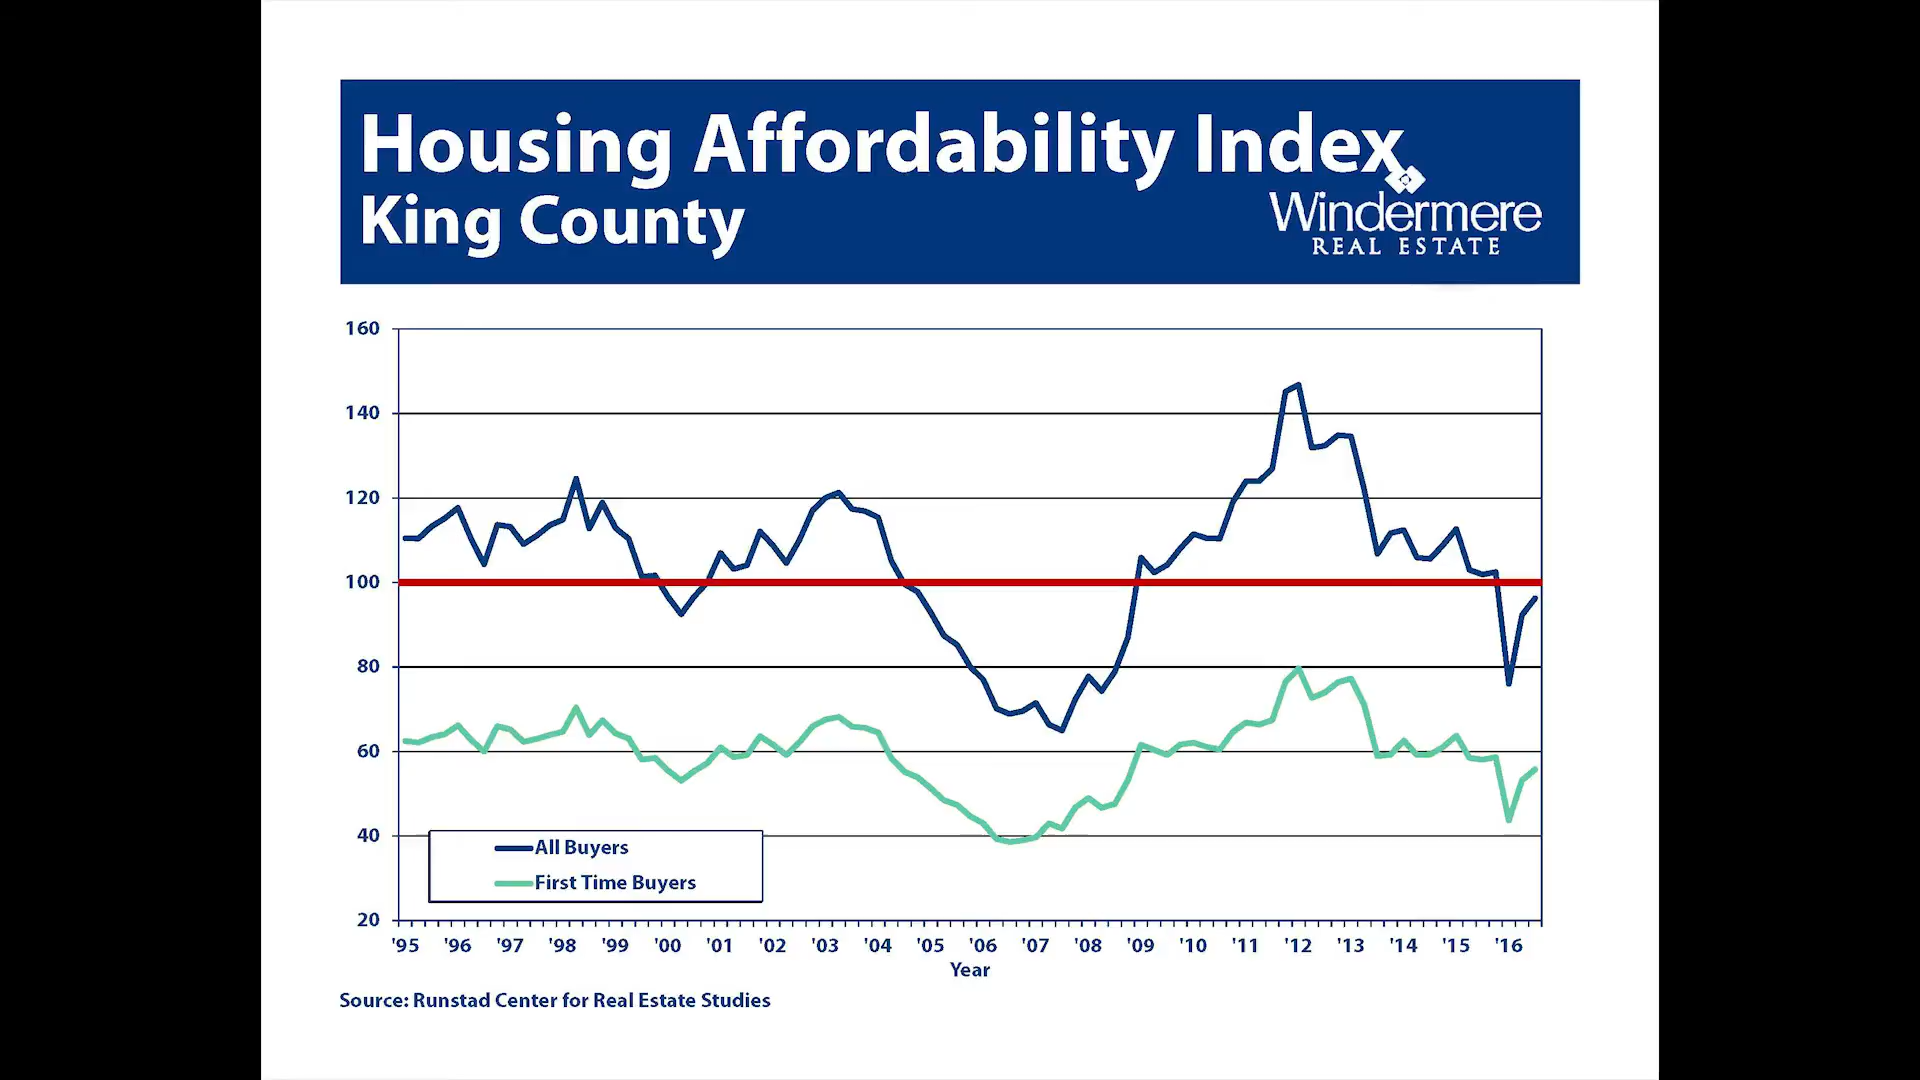 Housing Affordability Index
King County
Windermere
REAL ESTATE
160
140
120
100
80
60
40
20
All Buyers
First Time Buyers
'95 '96 '97 '98 '99 '00 '01 '02 '03 '04 '05 '06 '07 '08 '09 '10 '11 '12 '13 '14 '15 '16
Year
Source: Runstad Center for Real Estate Studies